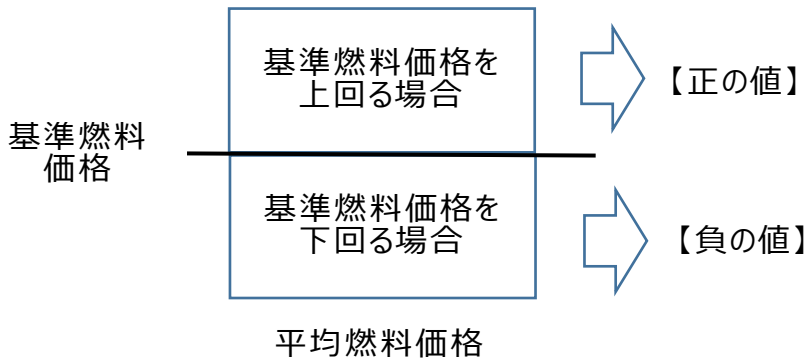 基準燃料価格を
上回る場合
【正の値】
基準燃料
価格
基準燃料価格を
下回る場合
【負の値】
平均燃料価格